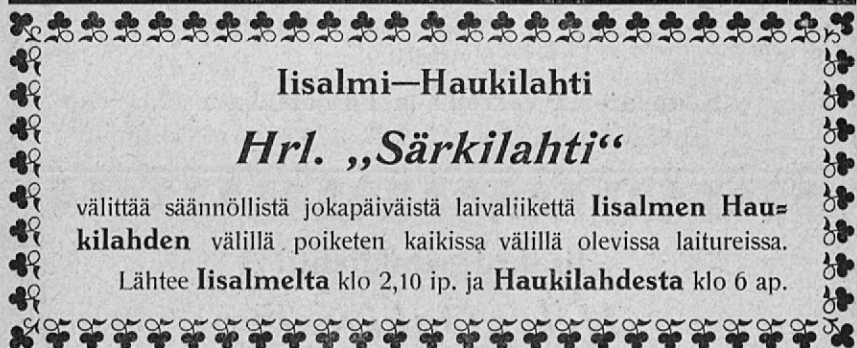 Iisalmi—Haukilahti
Hrl. „Särkilahti“
välittää säännöllistä jokapäiväistä laivaliikettä Iisalmen Hau=
kilahden välillä poiketen kaikissa välillä olevissa laitureissa.
Lähtee Iisalmelta klo 2,10 ip. ja Haukilahdesta klo 6 ap.